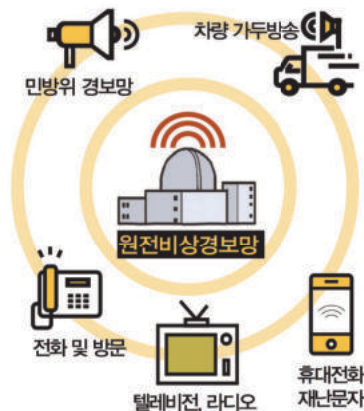 차량 가두방송
민방위 경보망
원전비상경보망
전화 및 방문
텔레비전, 라디오
휴대전화
재난문자